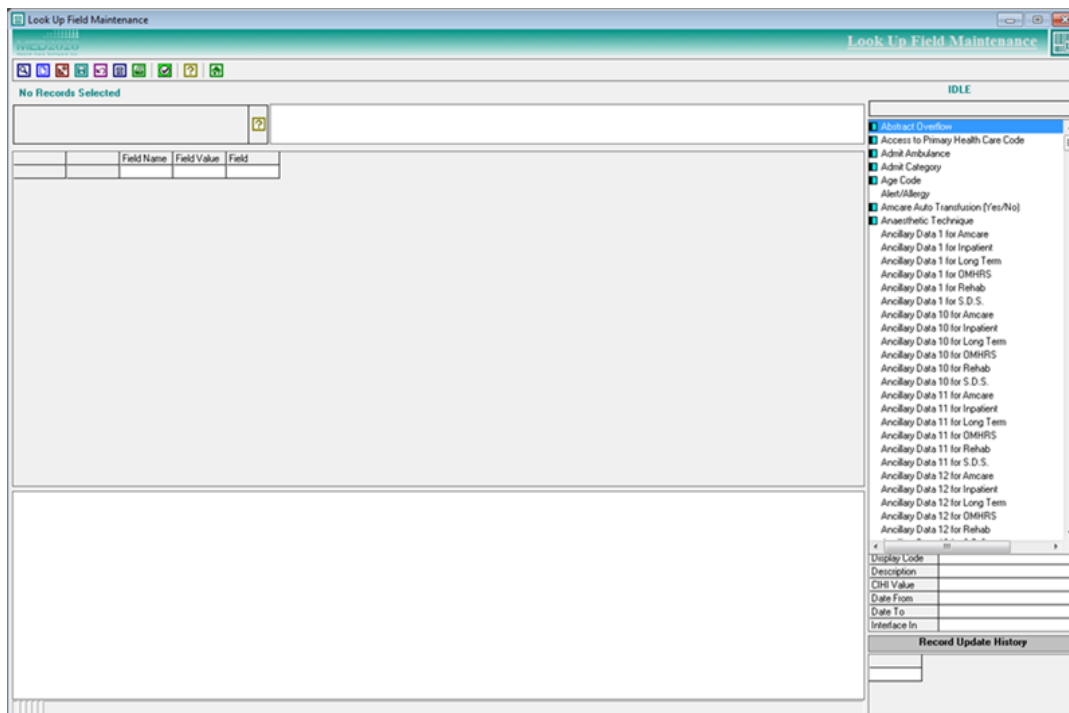 Look Up Field Maintenance
MED2020
Look Up Field Maintenance
No Records Selected
IDLE
Field Name Field Value Field
Abstract Overflow
Access to Primary Health Care Code
Admit Ambulance
Admit Category
Age Code
Alert/Allergy
Amcare Auto Transfusion (Yes/No)
Anaesthetic Technique
Ancillary Data 1 for Amcare
Ancillary Data 1 for Inpatient
Ancillary Data 1 for Long Term
Ancillary Data 1 for OMHRS
Ancillary Data 1 for Rehab
Ancillary Data 1 for S.D.S.
Ancillary Data 10 for Amcare
Ancillary Data 10 for Inpatient
Ancillary Data 10 for Long Term
Ancillary Data 10 for OMHRS
Ancillary Data 10 for Rehab
Ancillary Data 10 for S.D.S.
Ancillary Data 11 for Amcare
Ancillary Data 11 for Inpatient
Ancillary Data 11 for Long Term
Ancillary Data 11 for OMHRS
Ancillary Data 11 for Rehab
Ancillary Data 11 for S.D.S.
Ancillary Data 12 for Amcare
Ancillary Data 12 for Inpatient
Ancillary Data 12 for Long Term
Ancillary Data 12 for OMHRS
Ancillary Data 12 for Rehab
Display Code
Description
CIHI Value
Date From
Date To
Interface In
Record Update History